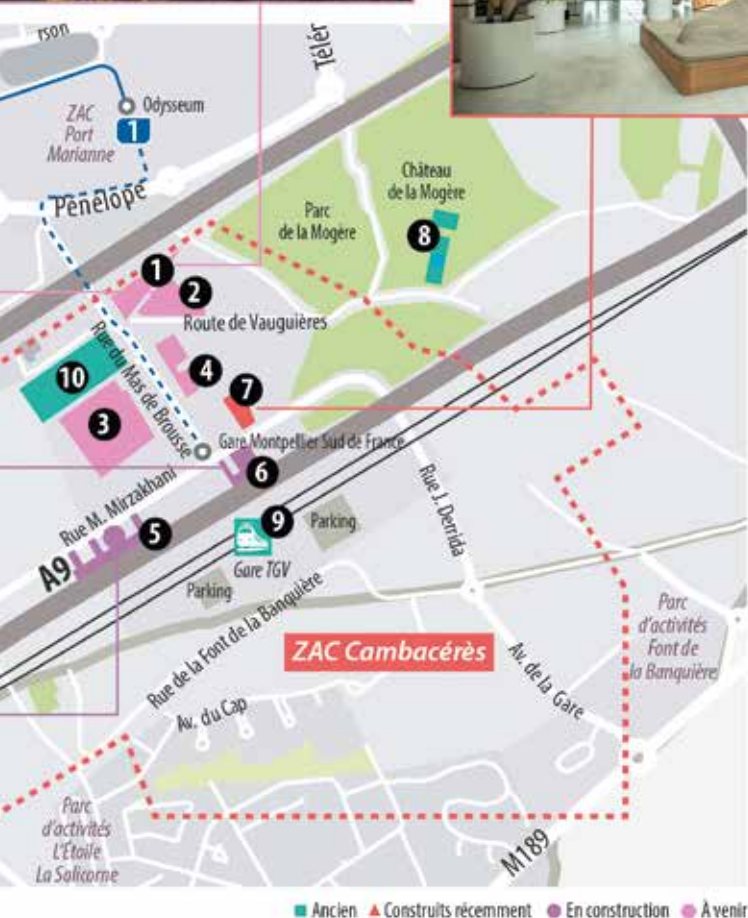 rson
Télér
ZAC
Port
Marianne
Odysseum
1
Pénélope
Château
de la Mogère
Parc
de la Mogère
8
1
2
Route de Vauguières
Rue du Mas de Brousse
10
4
7
3
Gare Montpellier Sud de France
6
Rue M. Mirzakhani
5
A9
9
Parking
Gare TGV
Parking
Rue J. Derrida
Rue de la Font de la Banquière
ZAC Cambacérès
Parc
d'activités
Font de
la Banquière
Av. de la Gare
Av. du Cap
Parc
d'activités
L'Étoile
La Solicorne
M189
Ancien Construits récemment En construction À venir